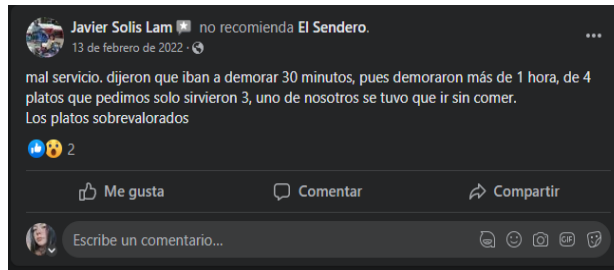 Javier Solis Lam no recomienda El Sendero.
13 de febrero de 2022 ·
mal servicio. dijeron que iban a demorar 30 minutos, pues demoraron más de 1 hora, de 4
platos que pedimos solo sirvieron 3, uno de nosotros se tuvo que ir sin comer.
Los platos sobrevalorados
2
Me gusta
Comentar
Compartir
Escribe un comentario...
GIF